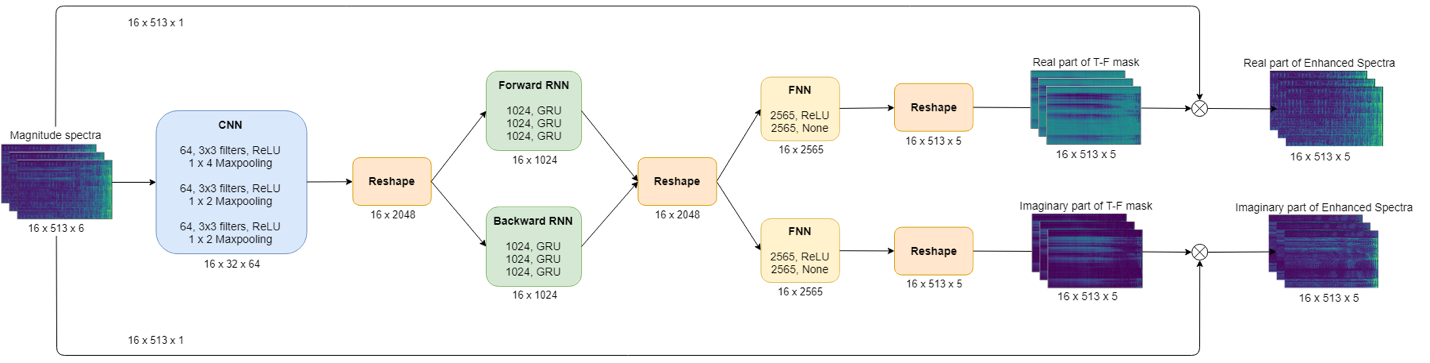 16 x 513 x 1
Magnitude spectra
16 x 513 x 6
CNN
64, 3x3 filters, ReLU
1 x 4 Maxpooling
64, 3x3 filters, ReLU
1 x 2 Maxpooling
64, 3x3 filters, ReLU
1 x 2 Maxpooling
16 x 32 x 64
Reshape
16 x 2048
Forward RNN
1024, GRU
1024, GRU
1024, GRU
16 x 1024
Backward RNN
1024, GRU
1024, GRU
1024, GRU
16 x 1024
Reshape
16 x 2048
FNN
2565, ReLU
2565, None
16 x 2565
Reshape
16 x 513 x 5
Real part of T-F mask
16 x 513 x 5
Real part of Enhanced Spectra
16 x 513 x 5
FNN
2565, ReLU
2565, None
16 x 2565
Reshape
16 x 513 x 5
Imaginary part of T-F mask
16 x 513 x 5
Imaginary part of Enhanced Spectra
16 x 513 x 5
16 x 513 x 1